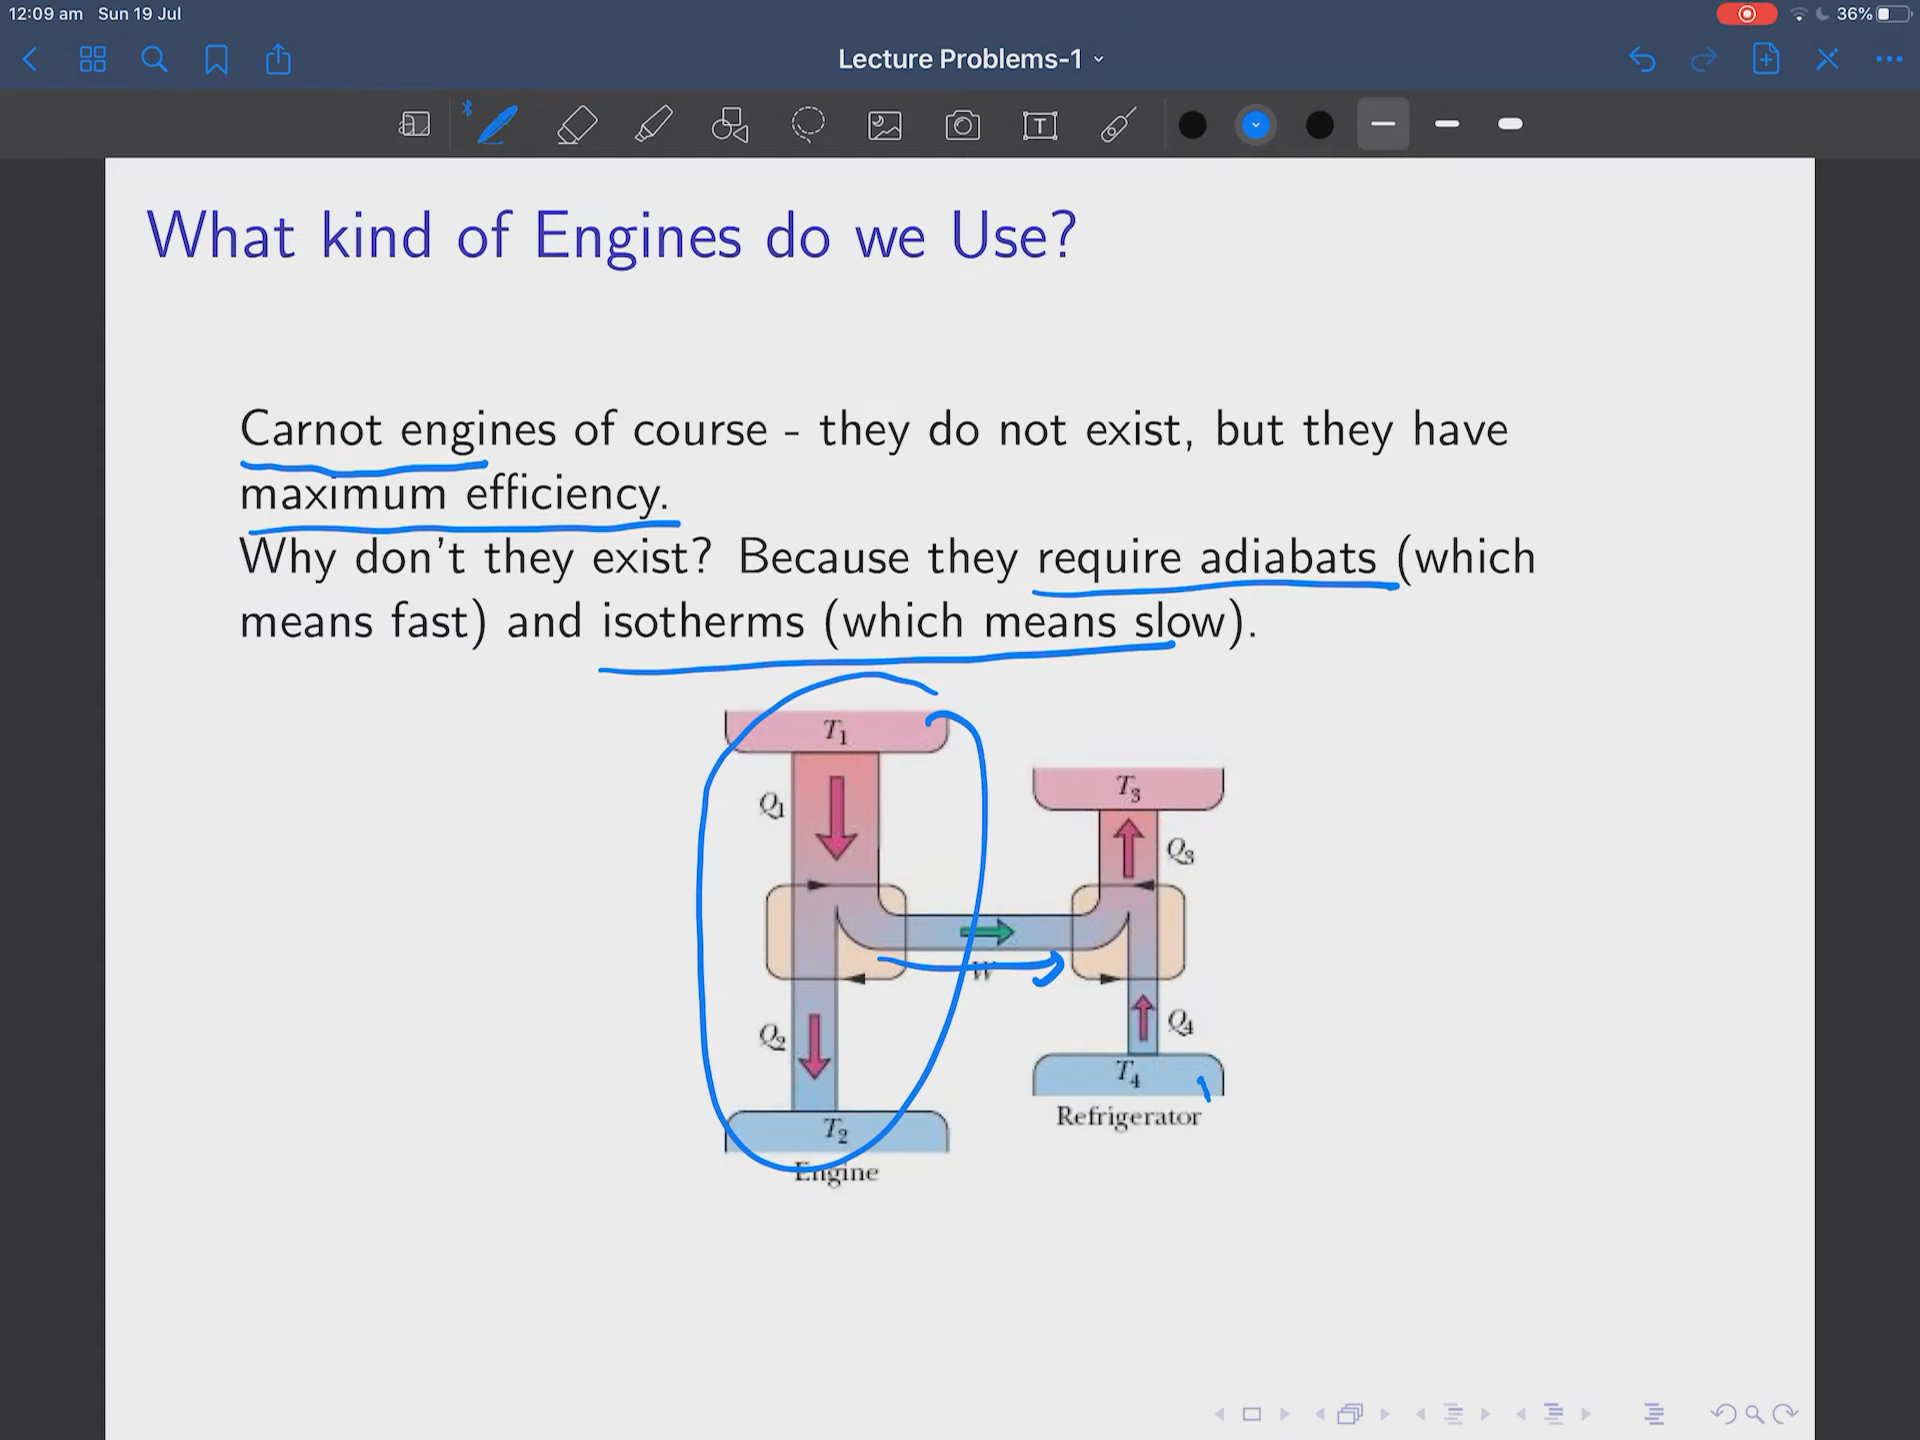 12:09 am Sun 19 Jul
36%
Lecture Problems-1
T
What kind of Engines do we Use?
Carnot engines of course - they do not exist, but they have
maximum efficiency.
Why don't they exist? Because they require adiabats (which
means fast) and isotherms (which means slow).
T₁
T₃
Q₁
Q₃
W
Q₂
Q₄
T₄
Refrigerator
T₂
Engine